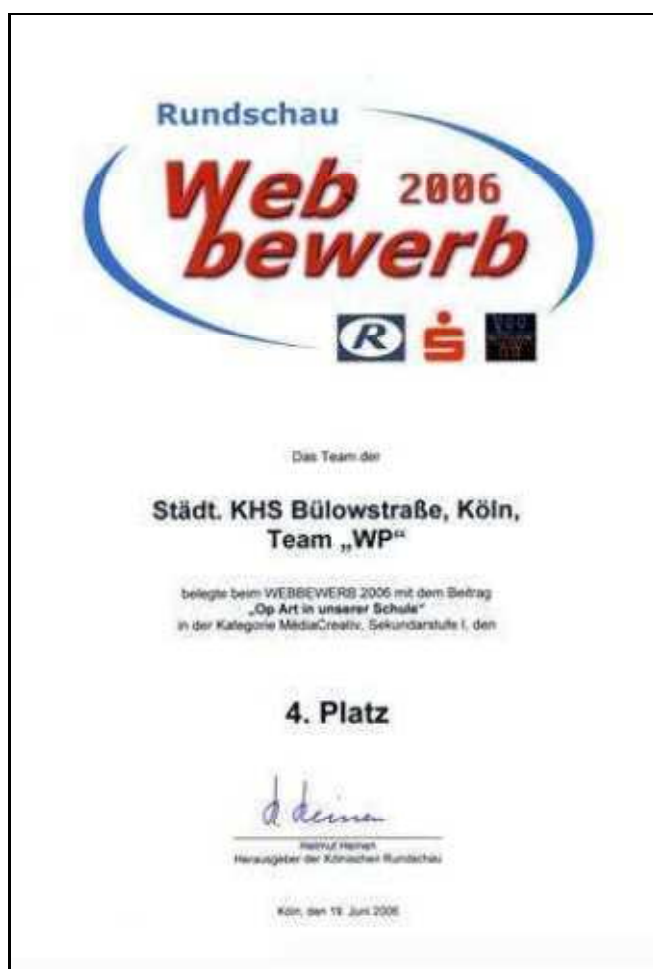 Rundschau
Web 2006
bewerb
R S
Das Team der
Städt. KHS Bülowstraße, Köln,
Team „WP“
belegte beim WEBBEWERB 2006 mit dem Beitrag
„Op Art in unserer Schule“
in der Kategorie MediaCreativ, Sekundarstufe I, den
4. Platz
Helmut Heinen
Herausgeber der Kölnischen Rundschau
Köln, den 19. Juni 2006